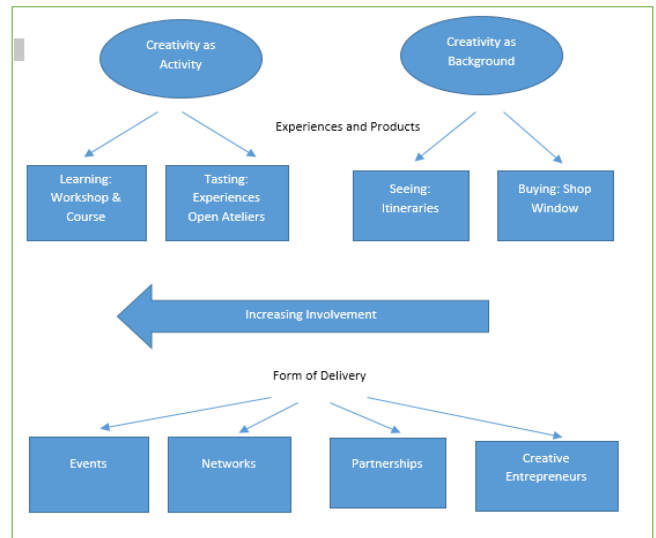 Creativity as
Activity
Creativity as
Background
Experiences and Products
Learning:
Workshop &
Course
Tasting:
Experiences
Open Ateliers
Seeing:
Itineraries
Buying: Shop
Window
Increasing Involvement
Form of Delivery
Events
Networks
Partnerships
Creative
Entrepreneurs